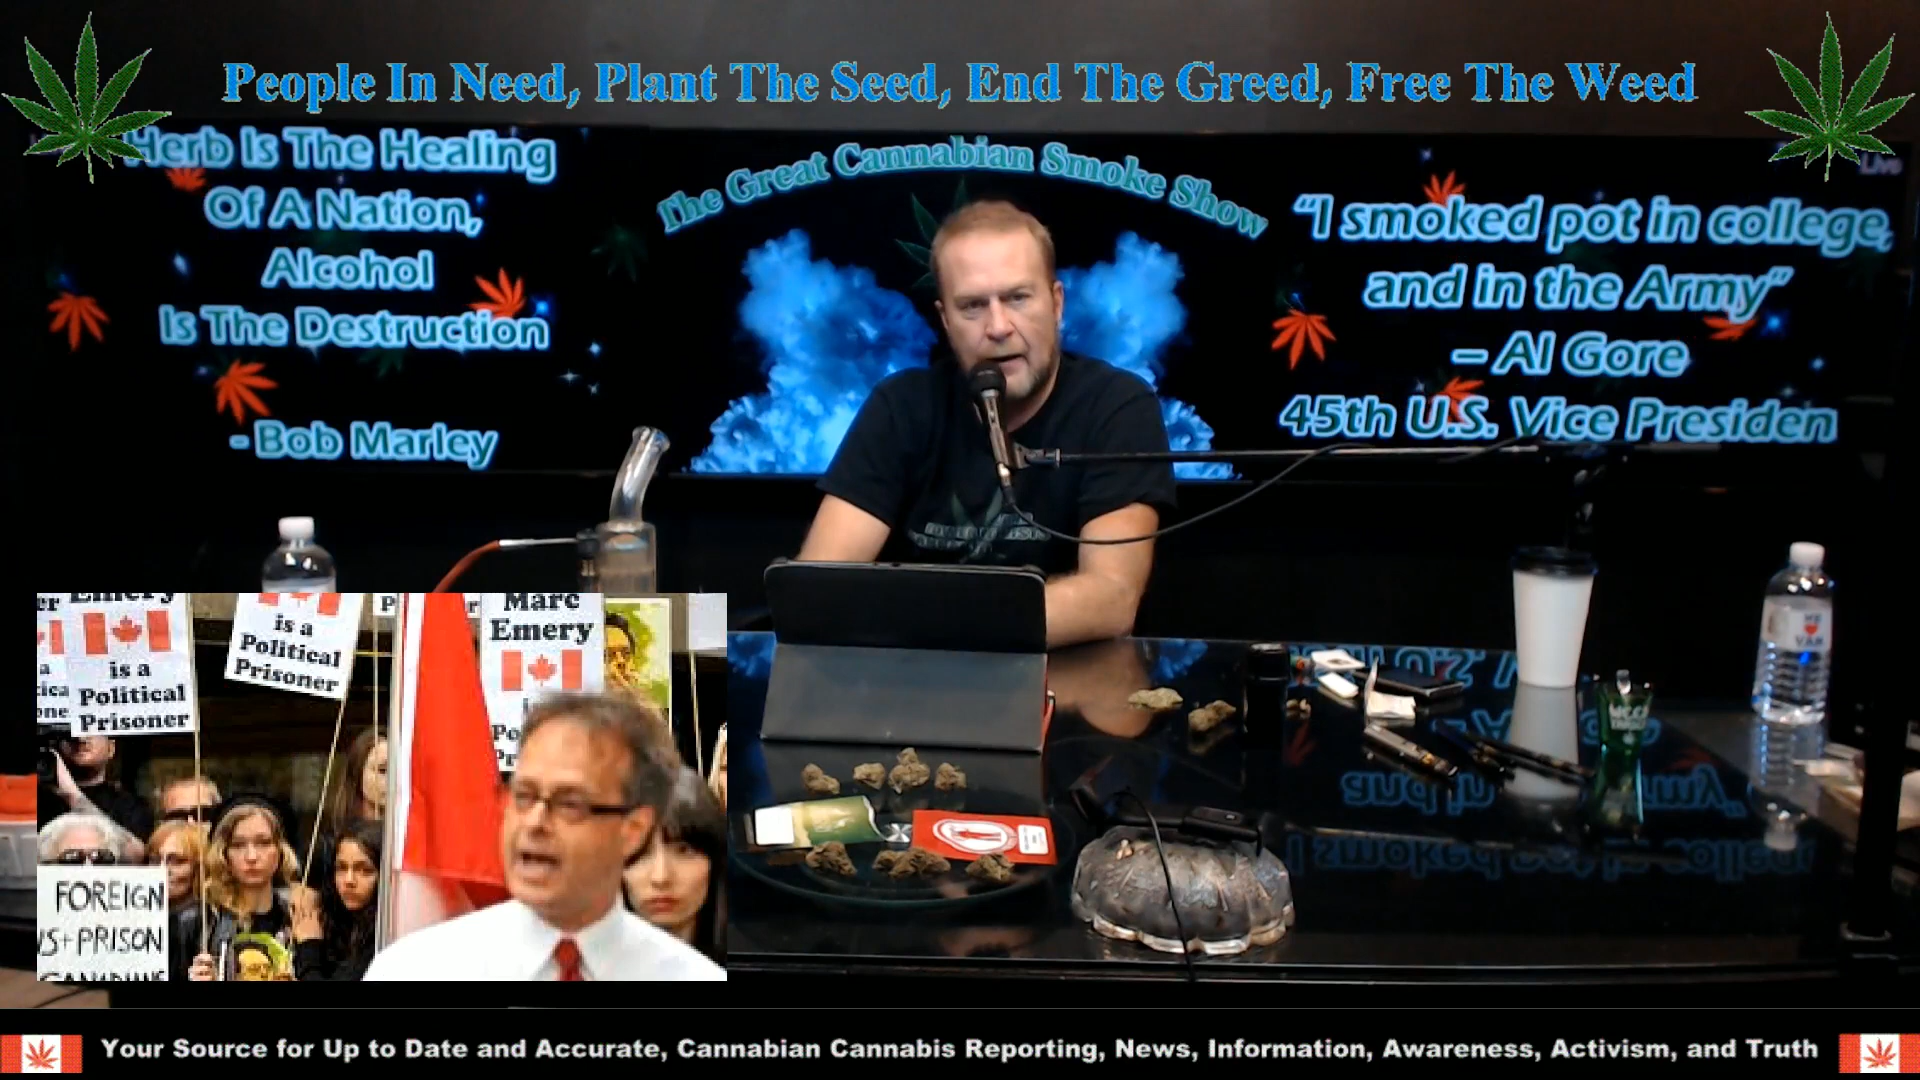 People In Need, Plant The Seed, End The Greed, Free The Weed
Live
Herb Is The Healing
Of A Nation,
Alcohol
Is The Destruction
- Bob Marley
The Great Cannabian Smoke Show
“I smoked pot in college,
and in the Army”
– Al Gore
45th U.S. Vice Presiden
er
Emery
is a
Political
Prisoner
is a
Political
Prisoner
Marc
Emery
FOREIGN
PRISON
Your Source for Up to Date and Accurate, Cannabian Cannabis Reporting, News, Information, Awareness, Activism, and Truth